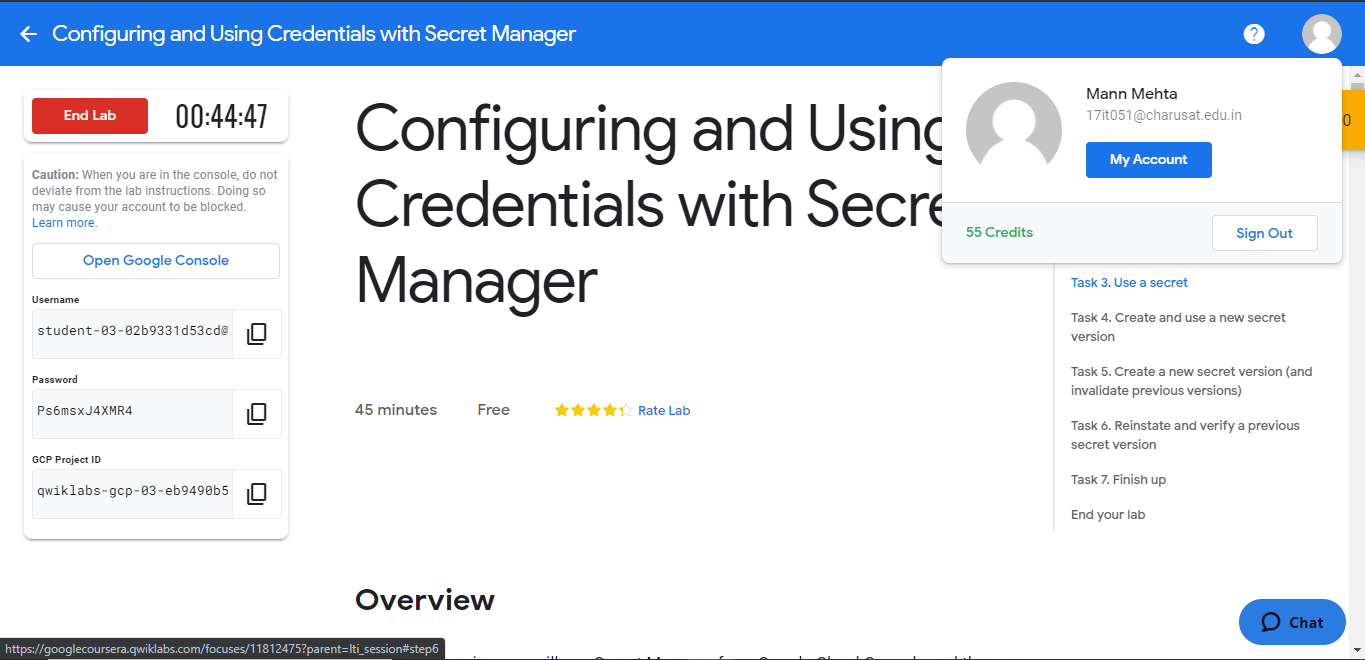 Configuring and Using Credentials with Secret Manager
?
End Lab
00:44:47
Caution: When you are in the console, do not
deviate from the lab instructions. Doing so
may cause your account to be blocked.
Learn more.
Open Google Console
Username
student-03-02b9331d53cd@
Password
Ps6msxJ4XMR4
GCP Project ID
qwiklabs-gcp-03-eb9490b5
Configuring and Using
Credentials with Secre
Manager
45 minutes
Free
Rate Lab
Overview
Mann Mehta
17it051@charusat.edu.in
My Account
55 Credits
Sign Out
0
Task 3. Use a secret
Task 4. Create and use a new secret
version
Task 5. Create a new secret version (and
invalidate previous versions)
Task 6. Reinstate and verify a previous
secret version
Task 7. Finish up
End your lab
Chat
https://googlecoursera.qwiklabs.com/focuses/11812475?parent=lti_session#step6